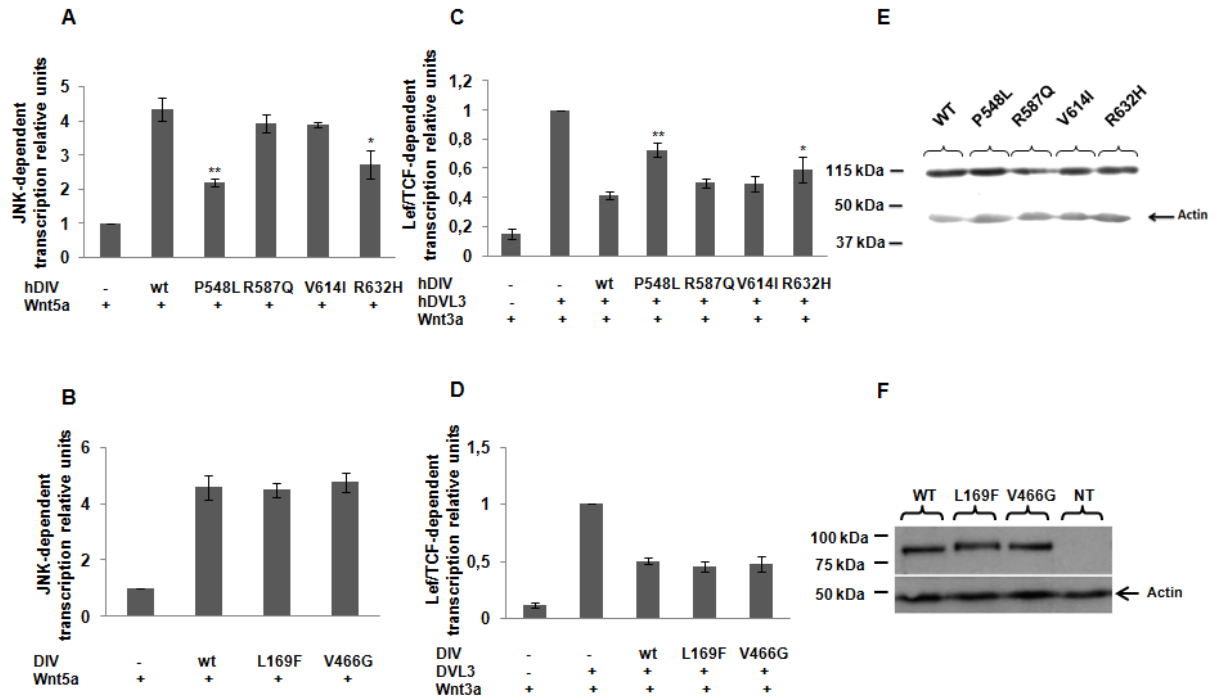 A
JNK-dependent
transcription relative units
5
4
3
2
1
0
**
*
hDIV - wt P548L R587Q V614I R632H
Wnt5a + + + + + +
C
Lef/TCF-dependent
transcription relative units
1,2
1
0,8
0,6
0,4
0,2
0
**
*
hDIV - - wt P548L R587Q V614I R632H
hDVL3 - + + + + + +
Wnt3a + + + + + + +
E
WT P548L R587Q V614I R632H
115 kDa
50 kDa
37 kDa
Actin
B
JNK-dependent
transcription relative units
6
4
2
0
DIV - wt L169F V466G
Wnt5a + + + +
D
Lef/TCF-dependent
transcription relative units
1,5
1
0,5
0
DIV - - wt L169F V466G
DVL3 - + + + +
Wnt3a + + + + +
F
WT L169F V466G NT
100 kDa
75 kDa
50 kDa
Actin